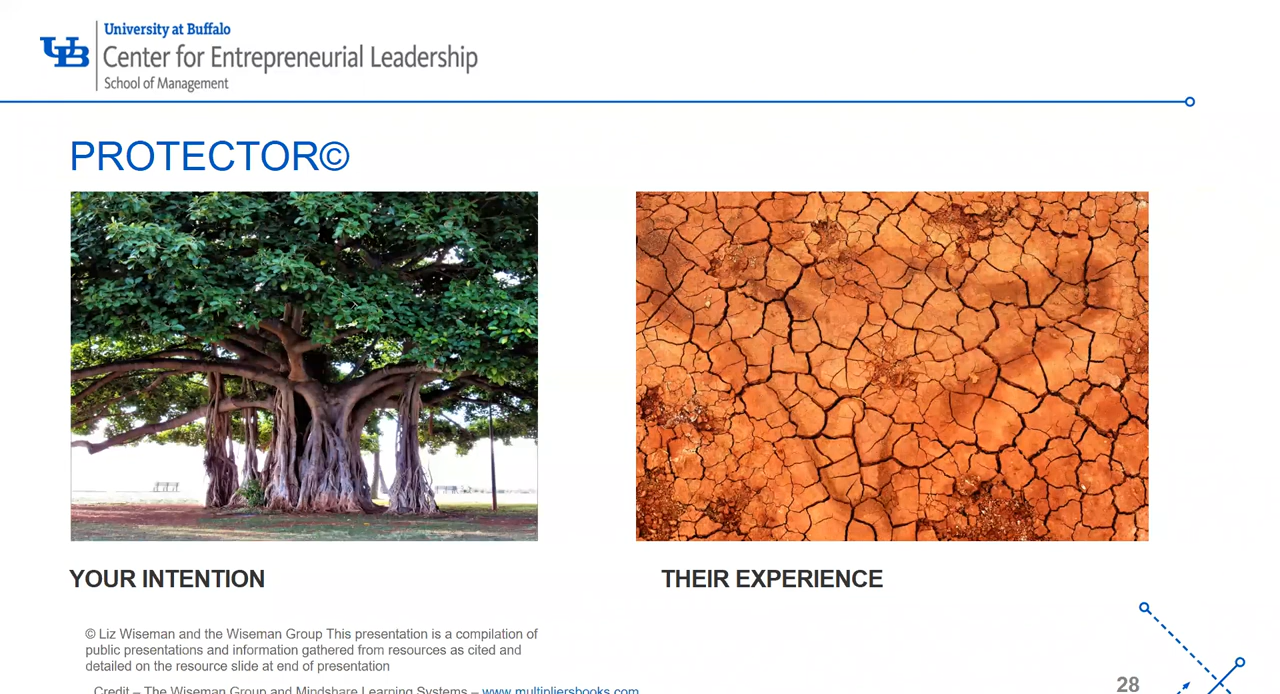 UB
University at Buffalo
Center for Entrepreneurial Leadership
School of Management
PROTECTOR©
YOUR INTENTION
THEIR EXPERIENCE
© Liz Wiseman and the Wiseman Group This presentation is a compilation of
public presentations and information gathered from resources as cited and
detailed on the resource slide at end of presentation
Credit – The Wiseman Group and Mindshare Learning Systems – www.multipliersbooks.com
28